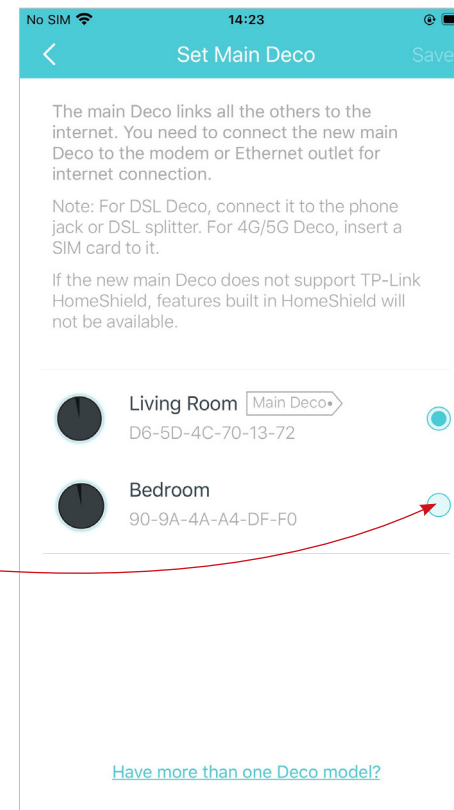 No SIM 14:23
Set Main Deco Save
The main Deco links all the others to the
internet. You need to connect the new main
Deco to the modem or Ethernet outlet for
internet connection.
Note: For DSL Deco, connect it to the phone
jack or DSL splitter. For 4G/5G Deco, insert a
SIM card to it.
If the new main Deco does not support TP-Link
HomeShield, features built in HomeShield will
not be available.
Living Room Main Deco
D6-5D-4C-70-13-72
Bedroom
90-9A-4A-A4-DF-F0
Have more than one Deco model?